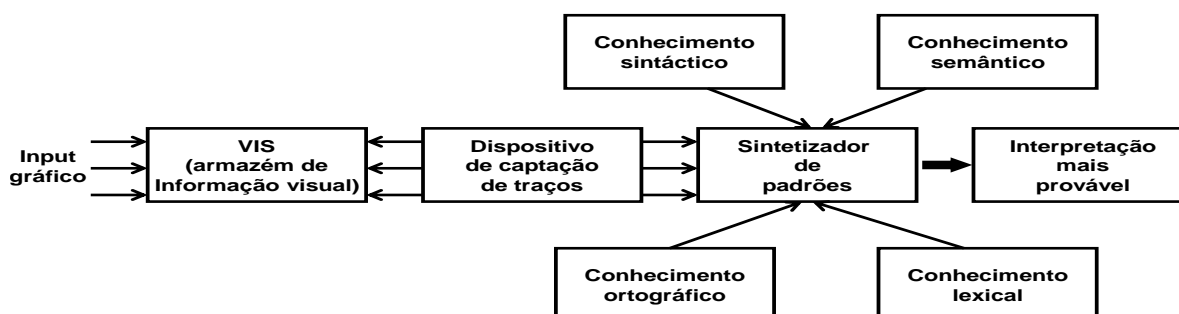 Conhecimento
sintáctico
Conhecimento
semântico
Input
gráfico
VIS
(armazém de
Informação visual)
Dispositivo
de captação
de traços
Sintetizador
de
padrões
Interpretação
mais
provável
Conhecimento
ortográfico
Conhecimento
lexical